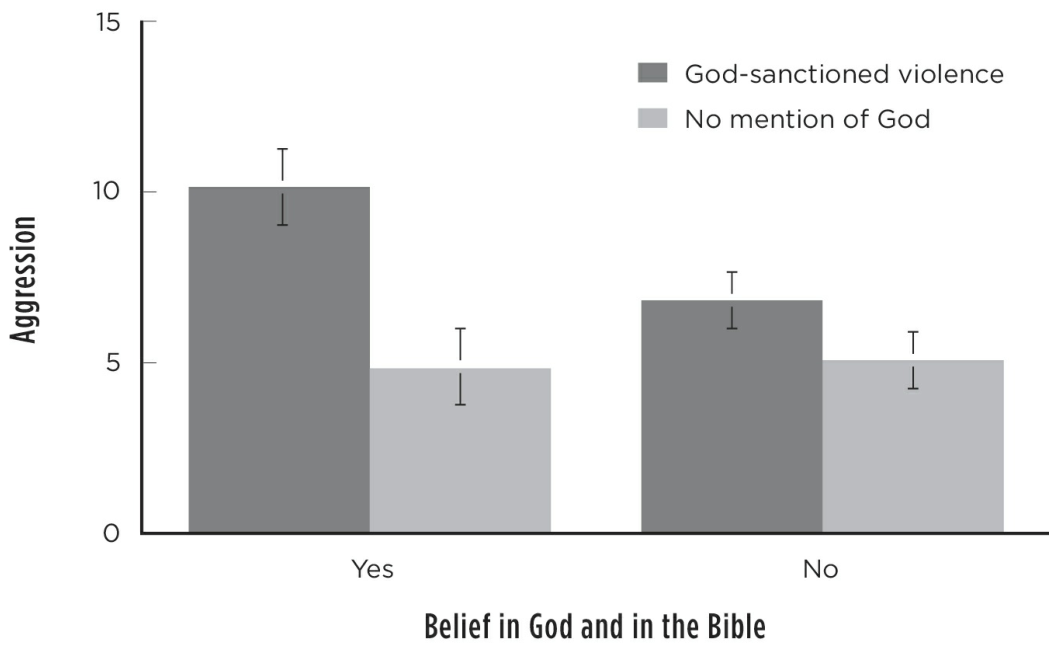 15
God-sanctioned violence
No mention of God
10
Aggression
5
0
Yes
No
Belief in God and in the Bible